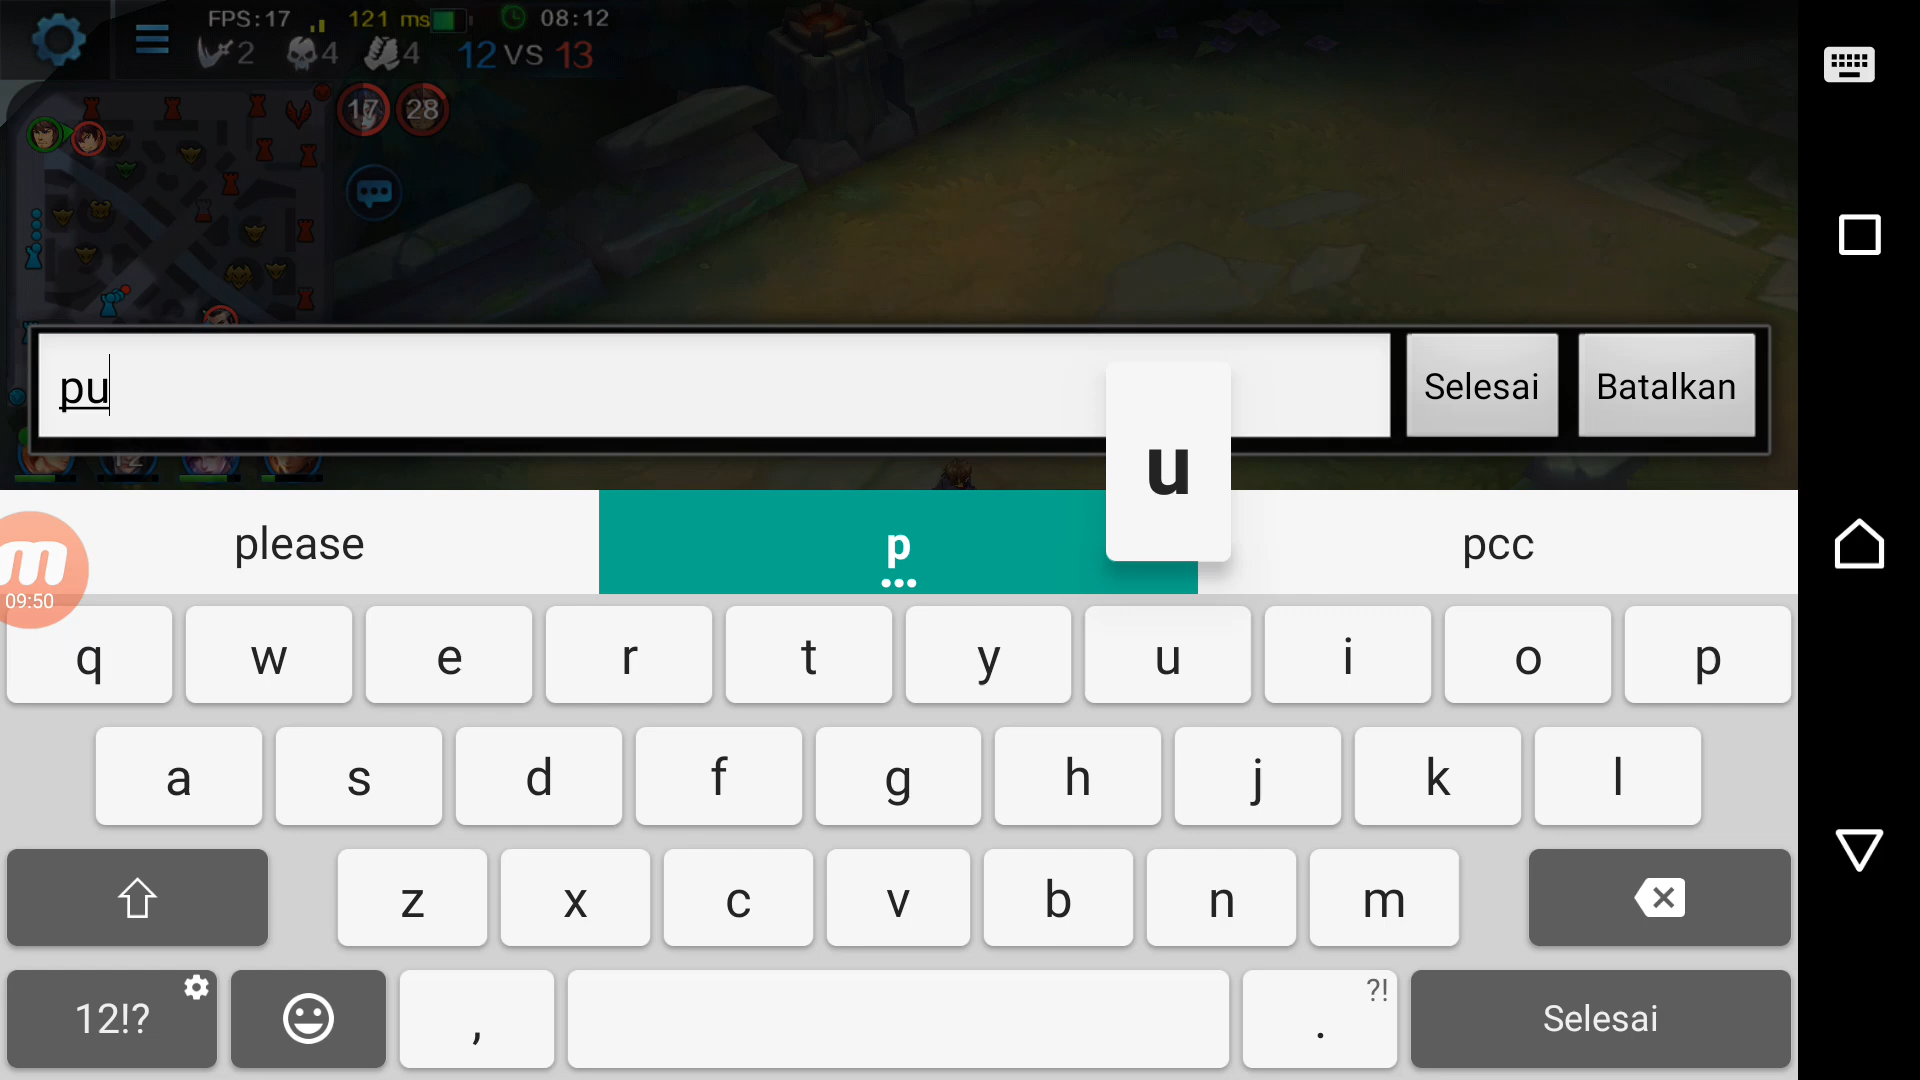 FPS:17 121 ms 08:12
2 4 4 12 VS 13
17 28
pu
Selesai Batalkan
u
please p pcc
m
09:50
q w e r t y u i o p
a s d f g h j k l
z x c v b n m
12!? , . ?! Selesai